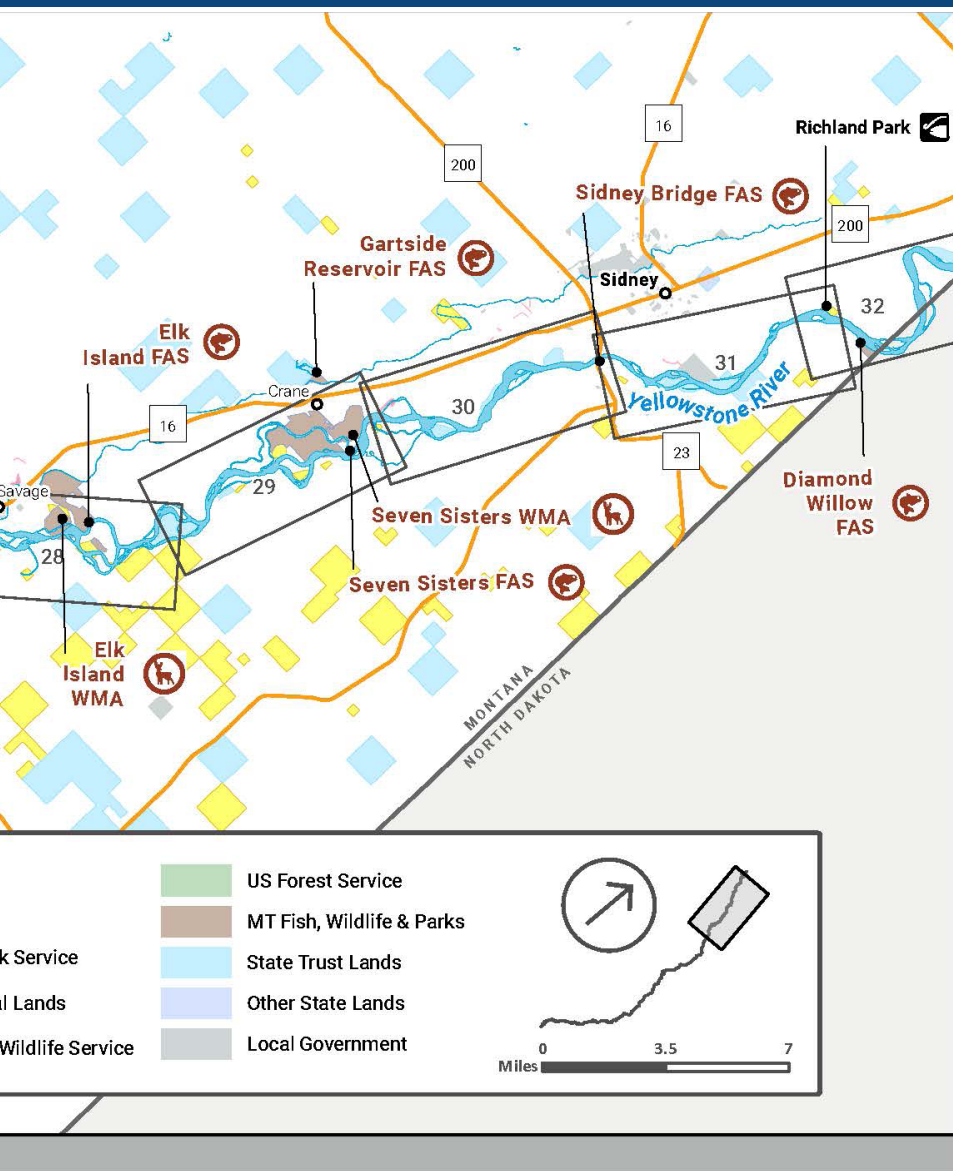 16
Richland Park
200
Sidney Bridge FAS
200
Gartside
Reservoir FAS
Sidney
32
Elk
Island FAS
31
Crane
Yellowstone River
30
16
23
29
Savage
Diamond
Willow
FAS
Seven Sisters WMA
28
Seven Sisters FAS
Elk
Island
WMA
MONTANA
NORTH DAKOTA
US Forest Service
MT Fish, Wildlife & Parks
k Service
State Trust Lands
l Lands
Other State Lands
Wildlife Service
Local Government
0 3.5 7
Miles